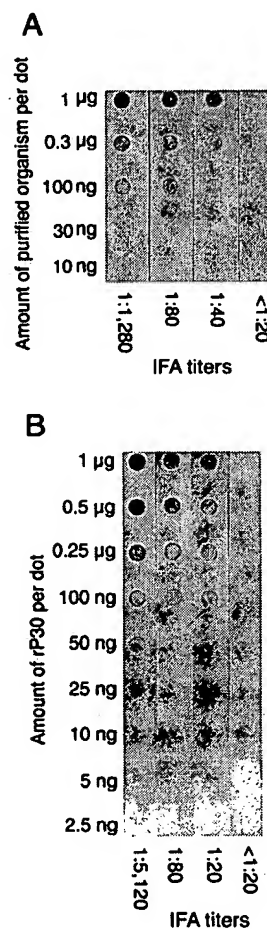 A
Amount of purified organism per dot
1 µg
0.3 µg
100 ng
30 ng
10 ng
1:1,280
1:80
1:40
<1:20
IFA titers
B
Amount of rP30 per dot
1 µg
0.5 µg
0.25 µg
100 ng
50 ng
25 ng
10 ng
5 ng
2.5 ng
1:5,120
1:80
1:20
<1:20
IFA titers